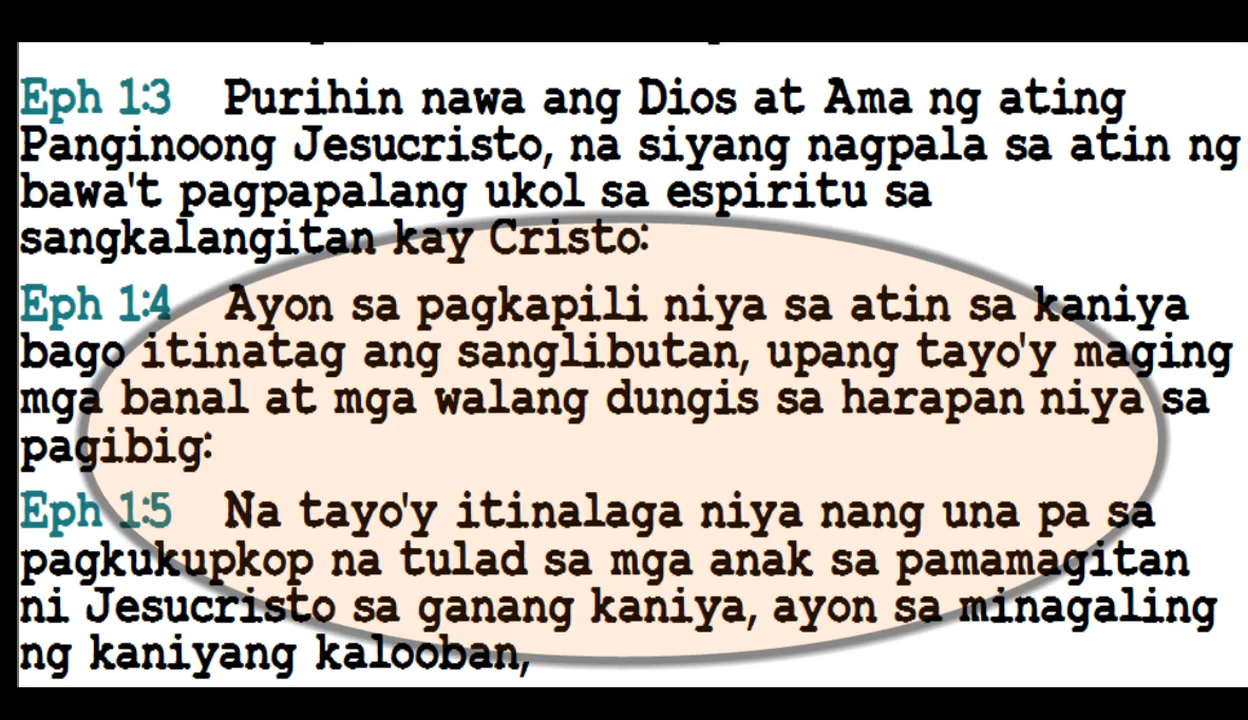 Eph 1:3 Purihin nawa ang Dios at Ama ng ating
Panginoong Jesucristo, na siyang nagpala sa atin ng
bawa't pagpapalang ukol sa espiritu sa
sangkalangitan kay Cristo:
Eph 1:4 Ayon sa pagkapili niya sa atin sa kaniya
bago itinatag ang sanglibutan, upang tayo'y maging
mga banal at mga walang dungis sa harapan niya sa
pagibig:
Eph 1:5 Na tayo'y itinalaga niya nang una pa sa
pagkukupkop na tulad sa mga anak sa pamamagitan
ni Jesucristo sa ganang kaniya, ayon sa minagaling
ng kaniyang kalooban,